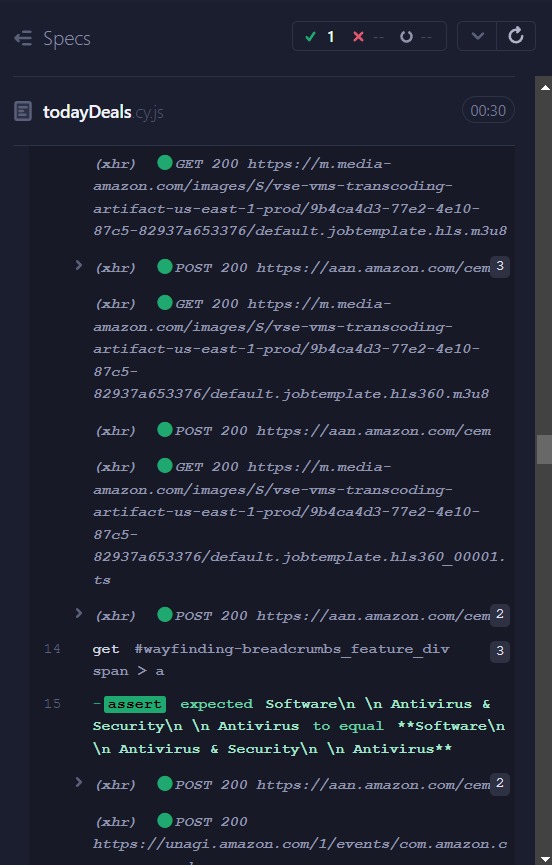 Specs
1 -- --
todayDeals.cy.js
00:30
(xhr) GET 200 https://m.media-
amazon.com/images/S/vse-vms-transcoding-
artifact-us-east-1-prod/9b4ca4d3-77e2-4e10-
87c5-82937a653376/default.jobtemplate.hls.m3u8
(xhr) POST 200 https://aan.amazon.com/cem 3
(xhr) GET 200 https://m.media-
amazon.com/images/S/vse-vms-transcoding-
artifact-us-east-1-prod/9b4ca4d3-77e2-4e10-
87c5-
82937a653376/default.jobtemplate.hls360.m3u8
(xhr) POST 200 https://aan.amazon.com/cem
(xhr) GET 200 https://m.media-
amazon.com/images/S/vse-vms-transcoding-
artifact-us-east-1-prod/9b4ca4d3-77e2-4e10-
87c5-
82937a653376/default.jobtemplate.hls360_00001.
ts
(xhr) POST 200 https://aan.amazon.com/cem 2
14 get #wayfinding-breadcrumbs_feature_div 3
span > a
15 -assert expected Software\n \n Antivirus &
Security\n \n Antivirus to equal **Software\n
\n Antivirus & Security\n \n Antivirus**
(xhr) POST 200 https://aan.amazon.com/cem 2
(xhr) POST 200
https://unagi.amazon.com/1/events/com.amazon.c